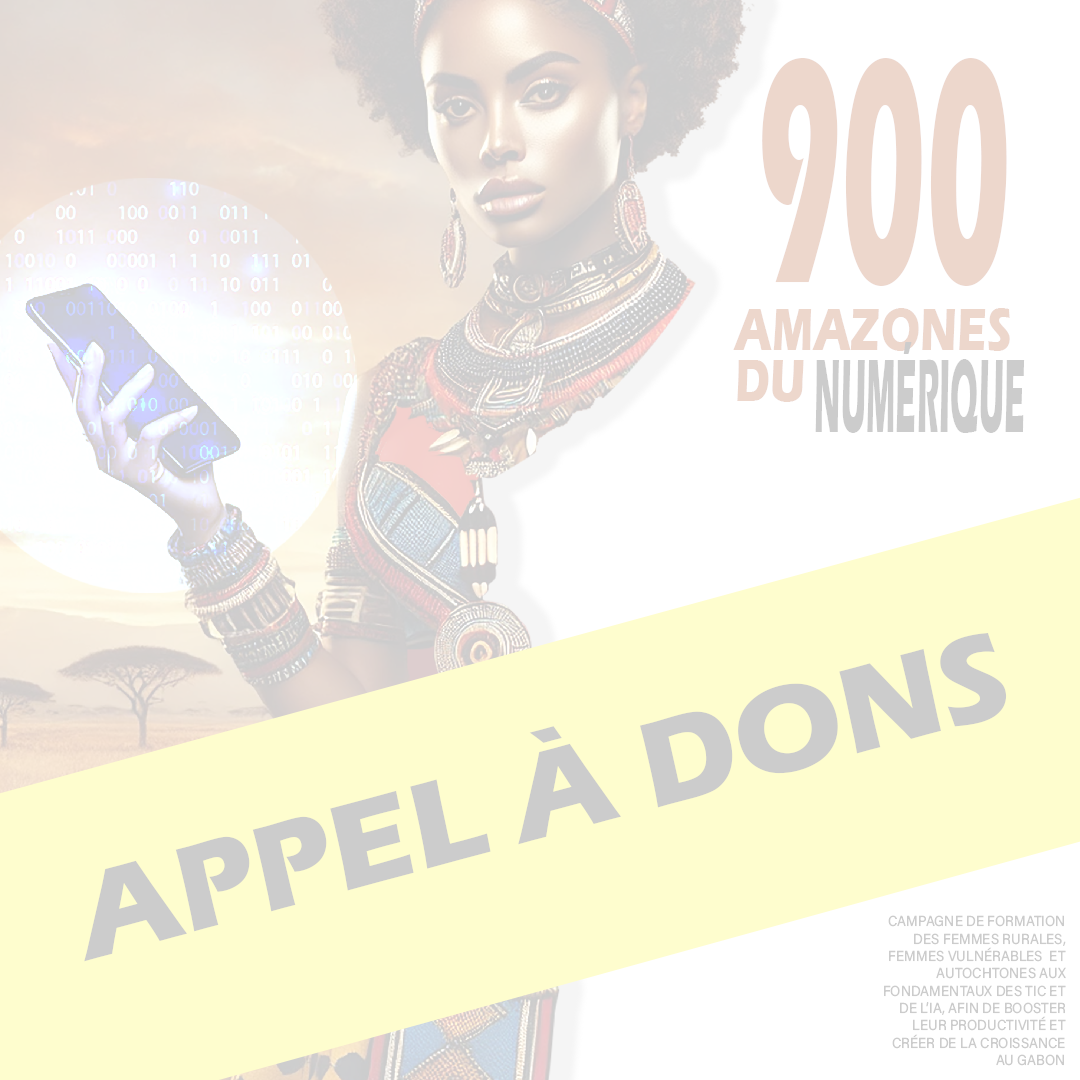 900
AMAZONES
DU NUMÉRIQUE
APPEL À DONS
CAMPAGNE DE FORMATION
DES FEMMES RURALES,
FEMMES VULNÉRABLES ET
AUTOCHTONES AUX
FONDAMENTAUX DES TIC ET
DE L'IA, AFIN DE BOOSTER
LEUR PRODUCTIVITÉ ET
CRÉER DE LA CROISSANCE
AU GABON